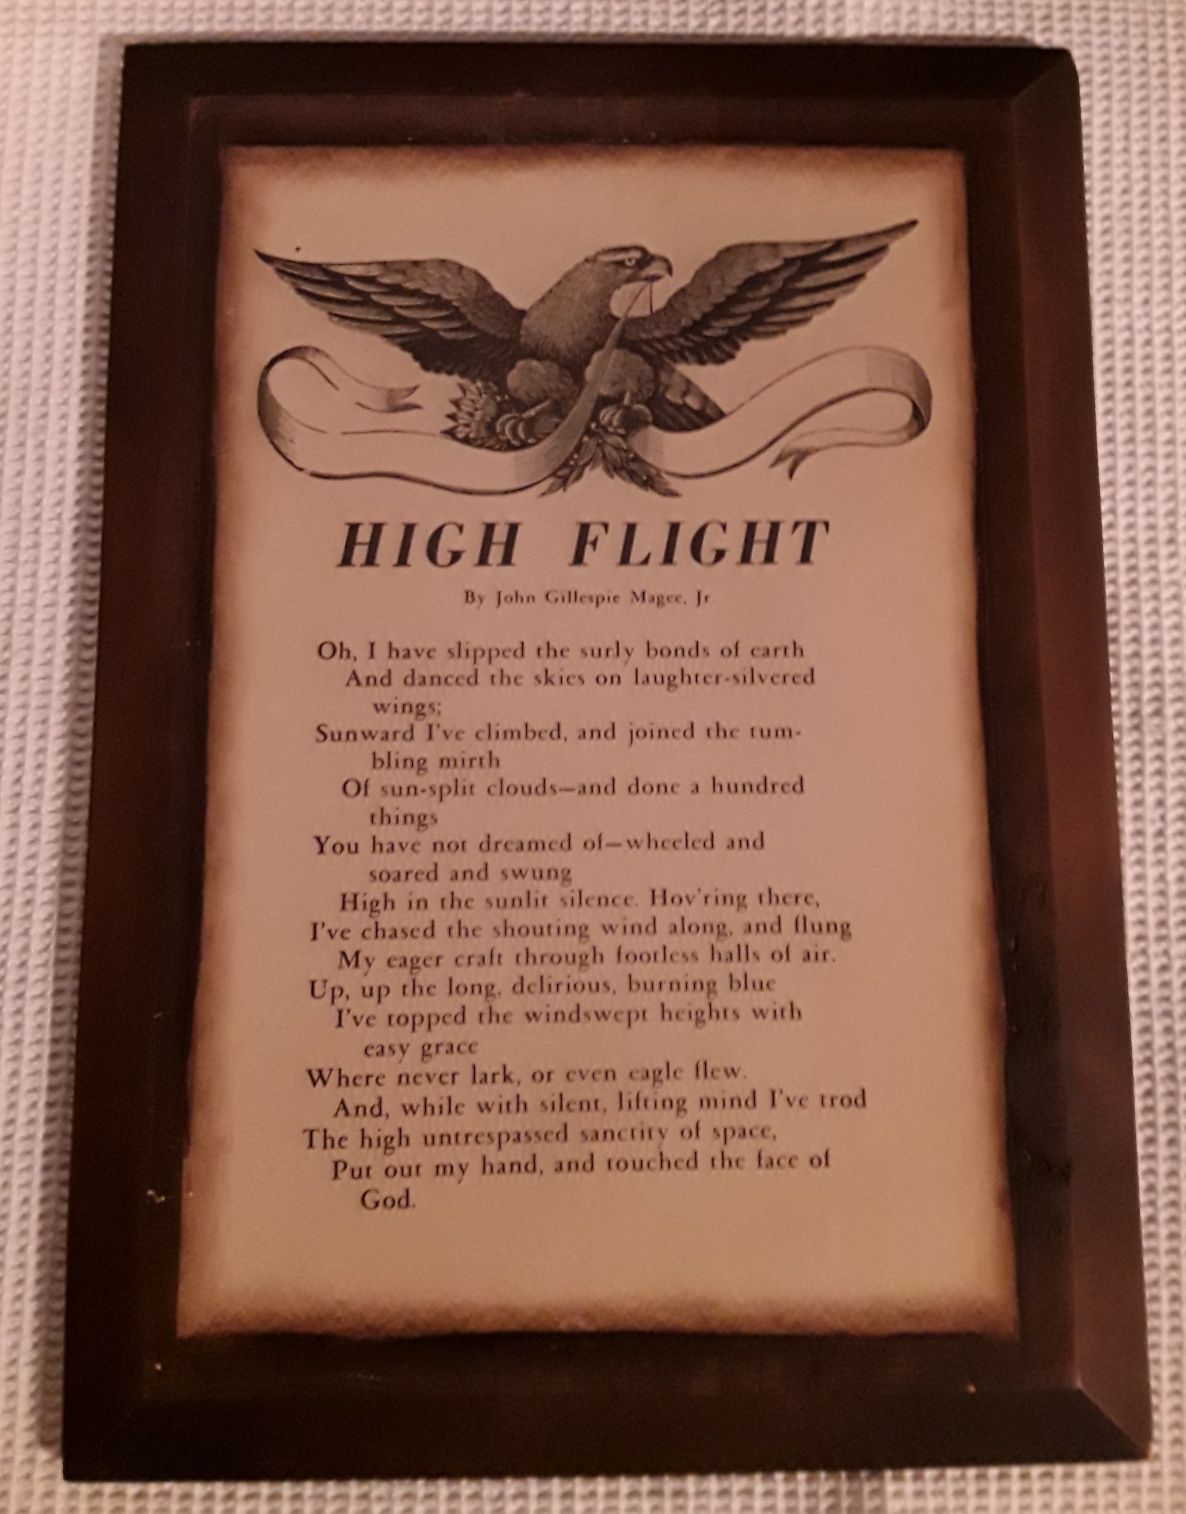 HIGH FLIGHT
By John Gillespie Magee, Jr
Oh, I have slipped the surly bonds of earth
And danced the skies on laughter-silvered
wings;
Sunward I've climbed, and joined the tum-
bling mirth
Of sun-split clouds—and done a hundred
things
You have not dreamed of—wheeled and
soared and swung
High in the sunlit silence. Hov'ring there,
I've chased the shouting wind along, and flung
My eager craft through footless halls of air.
Up, up the long, delirious, burning blue
I've topped the windswept heights with
easy grace
Where never lark, or even eagle flew.
And, while with silent, lifting mind I've trod
The high untrespassed sanctity of space,
Put out my hand, and touched the face of
God.